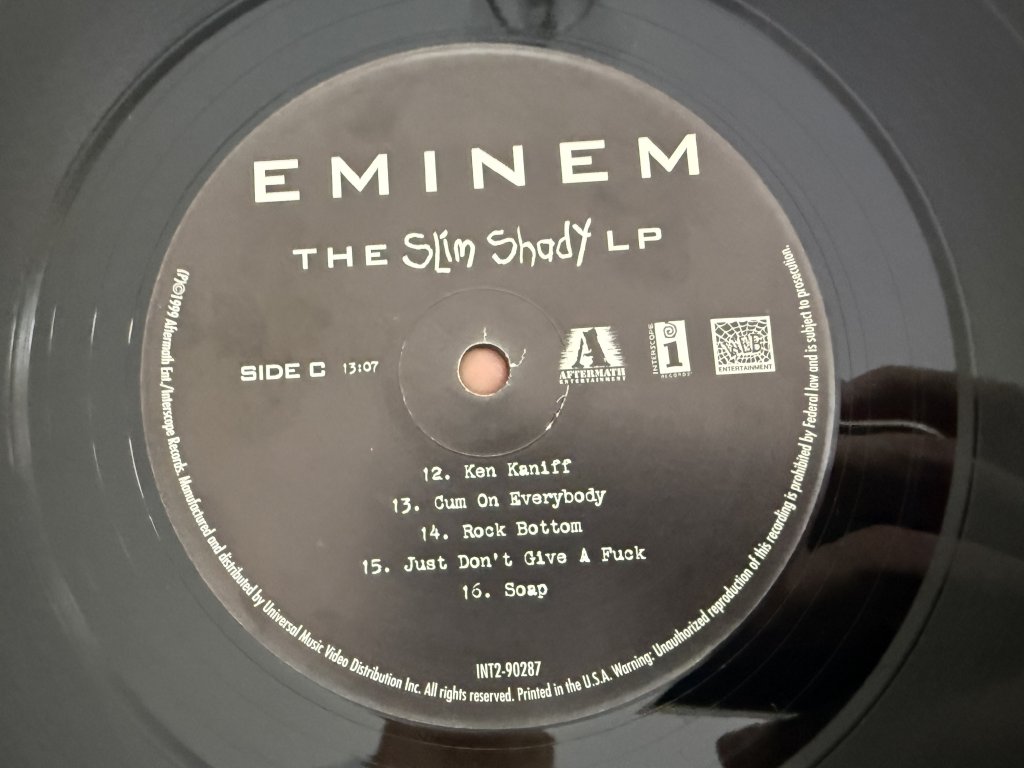 EMINEM
THE Slim Shady LP
SIDE C 13:07
A
AFTERMATH
ENTERTAINMENT
INTERSCOPE
i
RECORDS
WEB
ENTERTAINMENT
12. Ken Kaniff
13. Cum On Everybody
14. Rock Bottom
15. Just Don't Give A Fuck
16. Soap
INT2-90287
(P)©1999 Aftermath Ent./Interscope Records. Manufactured and distributed by Universal Music Video Distribution Inc. All rights reserved. Printed in the U.S.A. Warning: Unauthorized reproduction of this recording is prohibited by Federal law and is subject to prosecution.